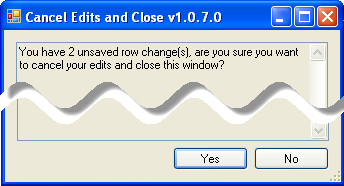 Cancel Edits and Close v1.0.7.0
You have 2 unsaved row change(s), are you sure you want
to cancel your edits and close this window?
Yes No